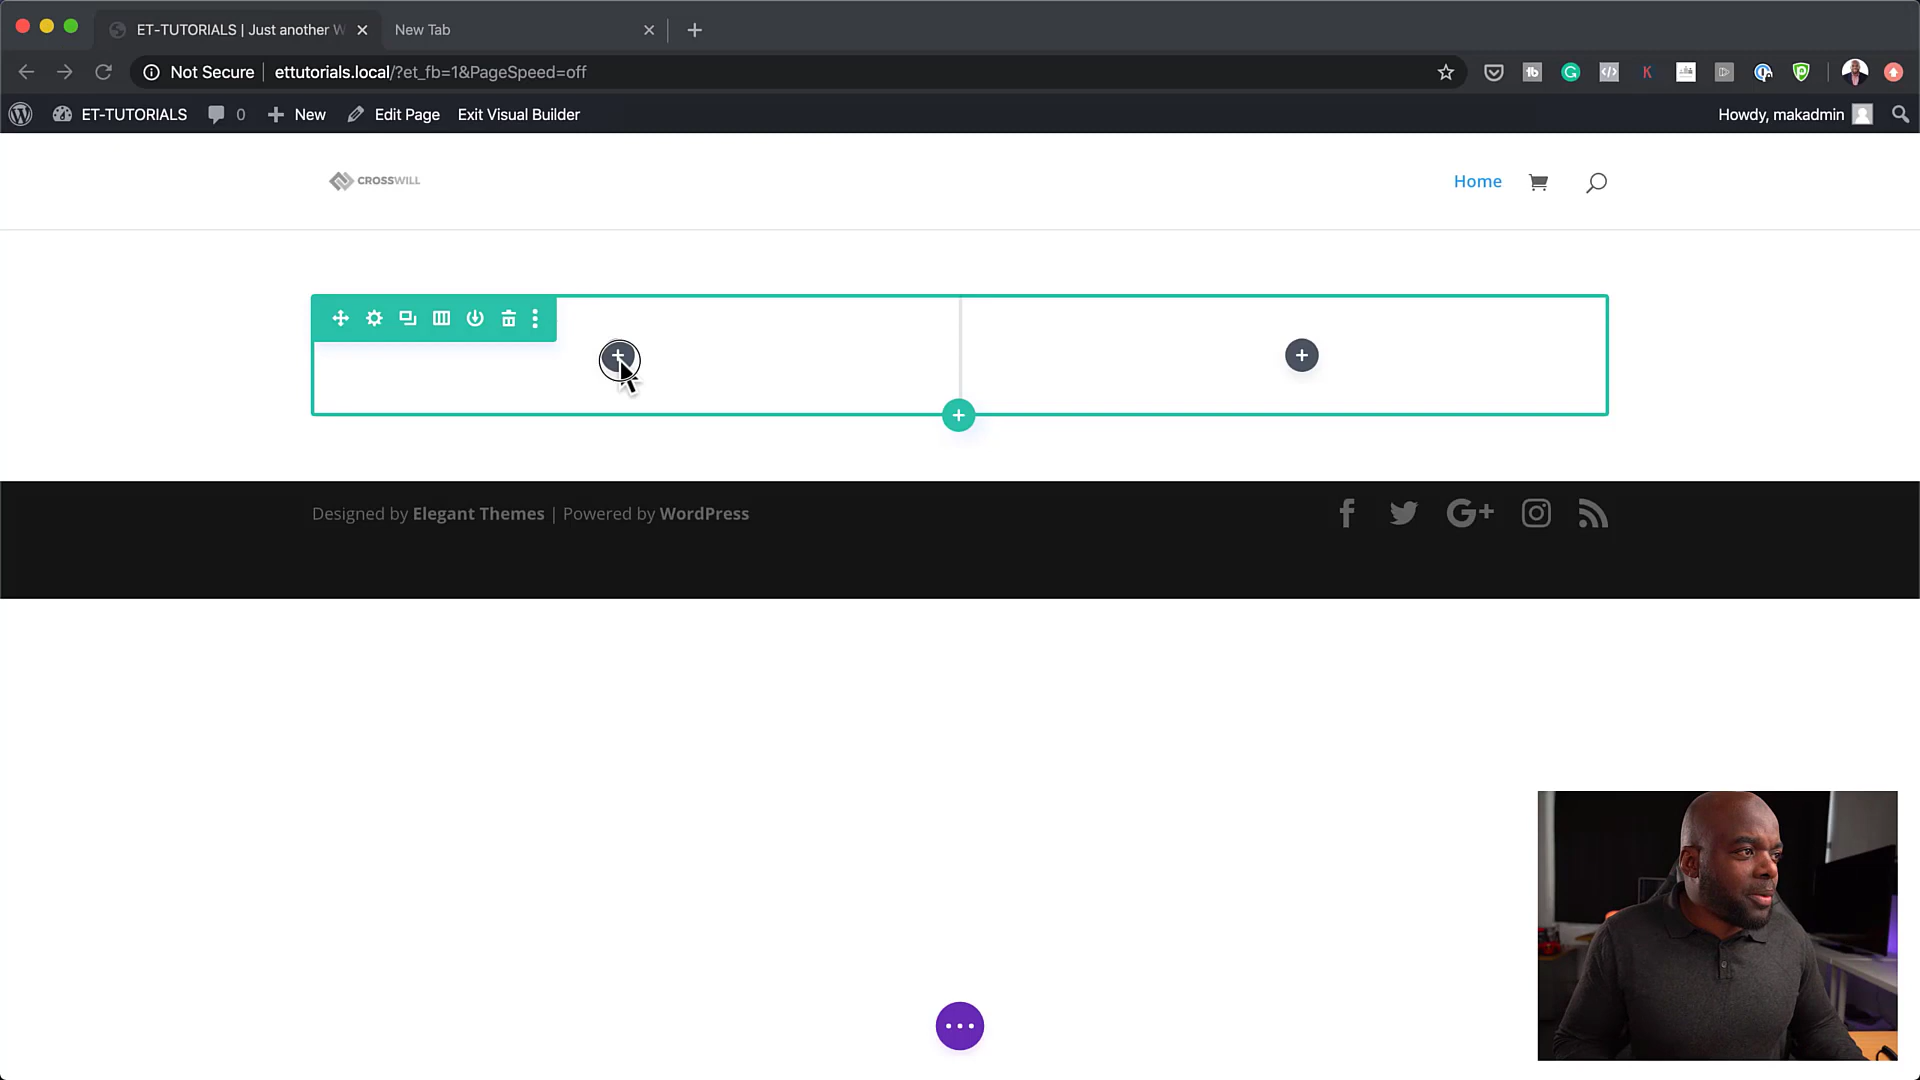 ET-TUTORIALS | Just another W
New Tab
Not Secure
ettutorials.local/?et_fb=1&PageSpeed=off
ET-TUTORIALS
0
New
Edit Page
Exit Visual Builder
Howdy, makadmin
CROSSWILL
Home
Designed by Elegant Themes | Powered by WordPress